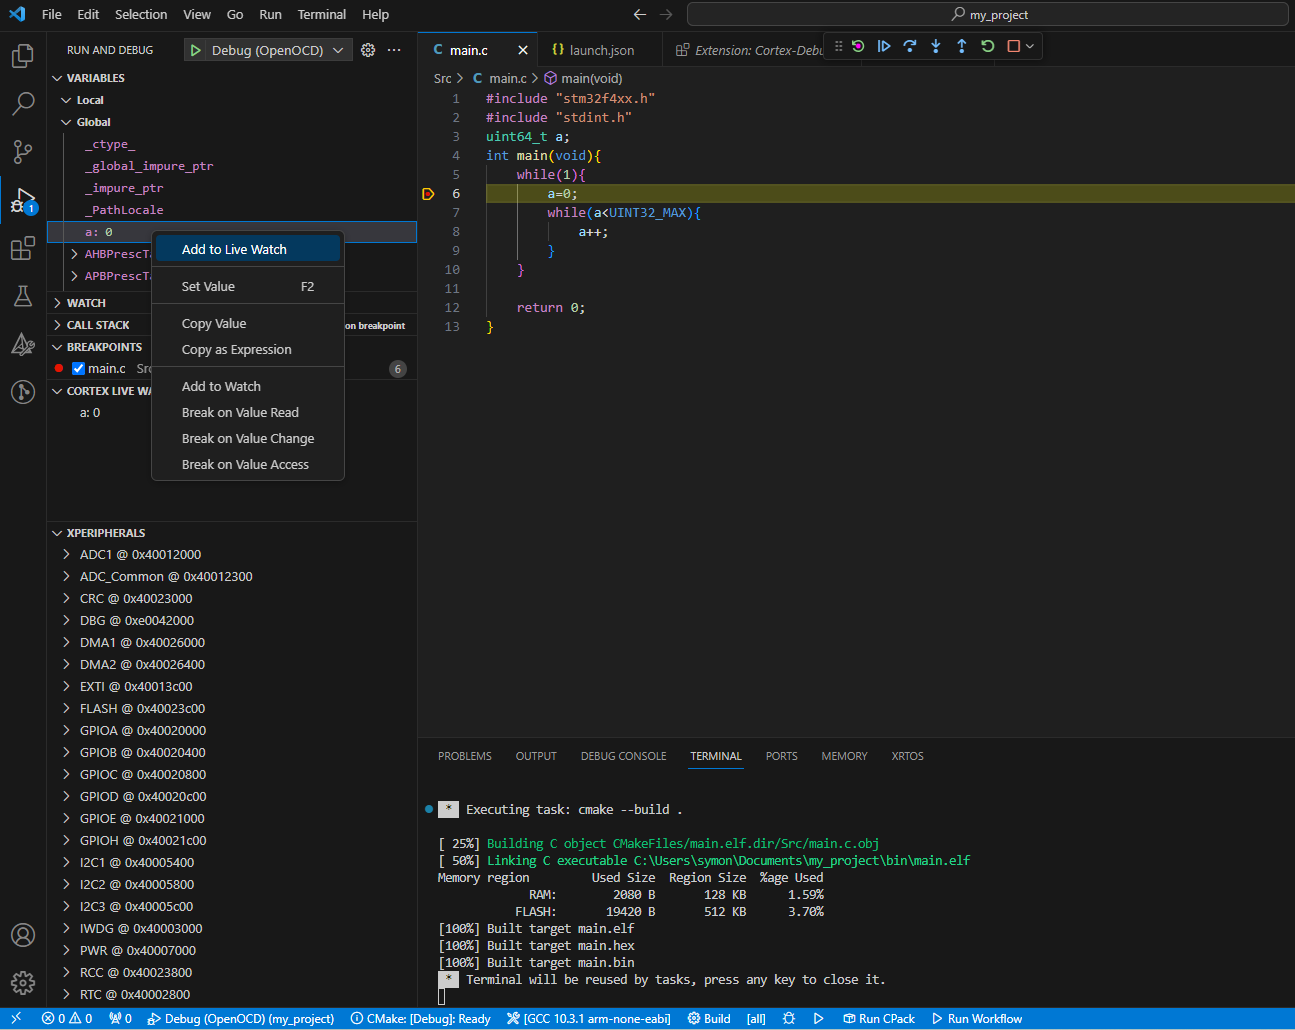 File Edit Selection View Go Run Terminal Help my_project
RUN AND DEBUG Debug (OpenOCD)
main.c launch.json Extension: Cortex-Debu
Src main.c main(void)
VARIABLES
Local
Global
_ctype_
_global_impure_ptr
_impure_ptr
_PathLocale
a: 0
AHBPrescTa
APBPrescTa
Add to Live Watch
Set Value F2
Copy Value
Copy as Expression
Add to Watch
Break on Value Read
Break on Value Change
Break on Value Access
WATCH
CALL STACK on breakpoint
BREAKPOINTS
main.c Src 6
CORTEX LIVE WA
a: 0
1
XPERIPHERALS
ADC1 @ 0x40012000
ADC_Common @ 0x40012300
CRC @ 0x40023000
DBG @ 0xe0042000
DMA1 @ 0x40026000
DMA2 @ 0x40026400
EXTI @ 0x40013c00
FLASH @ 0x40023c00
GPIOA @ 0x40020000
GPIOB @ 0x40020400
GPIOC @ 0x40020800
GPIOD @ 0x40020c00
GPIOE @ 0x40021000
GPIOH @ 0x40021c00
I2C1 @ 0x40005400
I2C2 @ 0x40005800
I2C3 @ 0x40005c00
IWDG @ 0x40003000
PWR @ 0x40007000
RCC @ 0x40023800
RTC @ 0x40002800
1 #include "stm32f4xx.h"
2 #include "stdint.h"
3 uint64_t a;
4 int main(void){
5 while(1){
6 a=0;
7 while(a<UINT32_MAX){
8 a++;
9 }
10 }
11
12 return 0;
13 }
PROBLEMS OUTPUT DEBUG CONSOLE TERMINAL PORTS MEMORY XRTOS
* Executing task: cmake --build .
[ 25%] Building C object CMakeFiles/main.elf.dir/Src/main.c.obj
[ 50%] Linking C executable C:\Users\symon\Documents\my_project\bin\main.elf
Memory region Used Size Region Size %age Used
RAM: 2080 B 128 KB 1.59%
FLASH: 19420 B 512 KB 3.70%
[100%] Built target main.elf
[100%] Built target main.hex
[100%] Built target main.bin
* Terminal will be reused by tasks, press any key to close it.
0 0 0 Debug (OpenOCD) (my_project) CMake: [Debug]: Ready [GCC 10.3.1 arm-none-eabi] Build [all] Run CPack Run Workflow